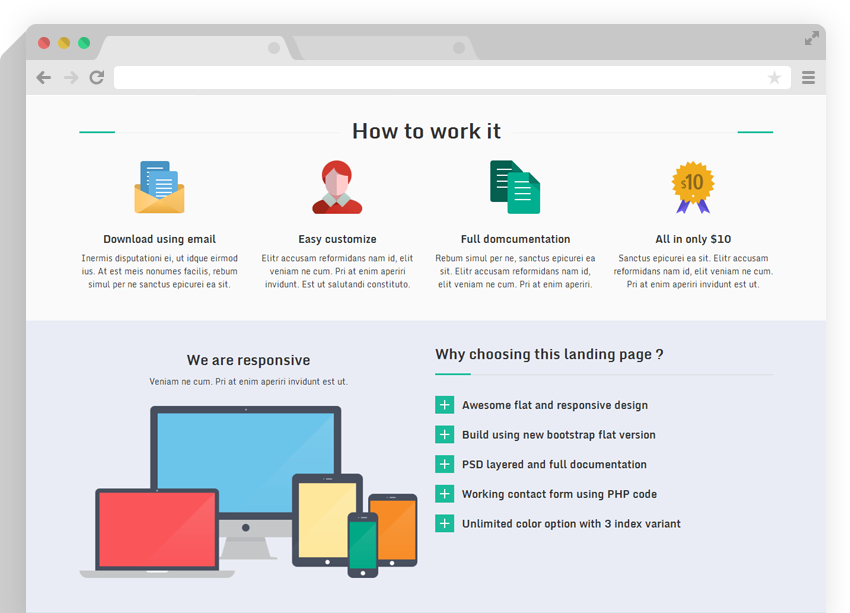 How to work it
$10
Download using email
Inermis disputationi ei, ut idque eirmod
ius. At est meis nonumes facilis, rebum
simul per ne sanctus epicurei ea sit.
Easy customize
Elitr accusam reformidans nam id, elit
veniam ne cum. Pri at enim aperiri
invidunt. Est ut salutandi constituto.
Full domcumentation
Rebum simul per ne, sanctus epicurei ea
sit. Elitr accusam reformidans nam id,
elit veniam ne cum. Pri at enim aperiri.
All in only $10
Sanctus epicurei ea sit. Elitr accusam
reformidans nam id, elit veniam ne cum.
Pri at enim aperiri invidunt est ut.
We are responsive
Veniam ne cum. Pri at enim aperiri invidunt est ut.
Why choosing this landing page ?
Awesome flat and responsive design
Build using new bootstrap flat version
PSD layered and full documentation
Working contact form using PHP code
Unlimited color option with 3 index variant